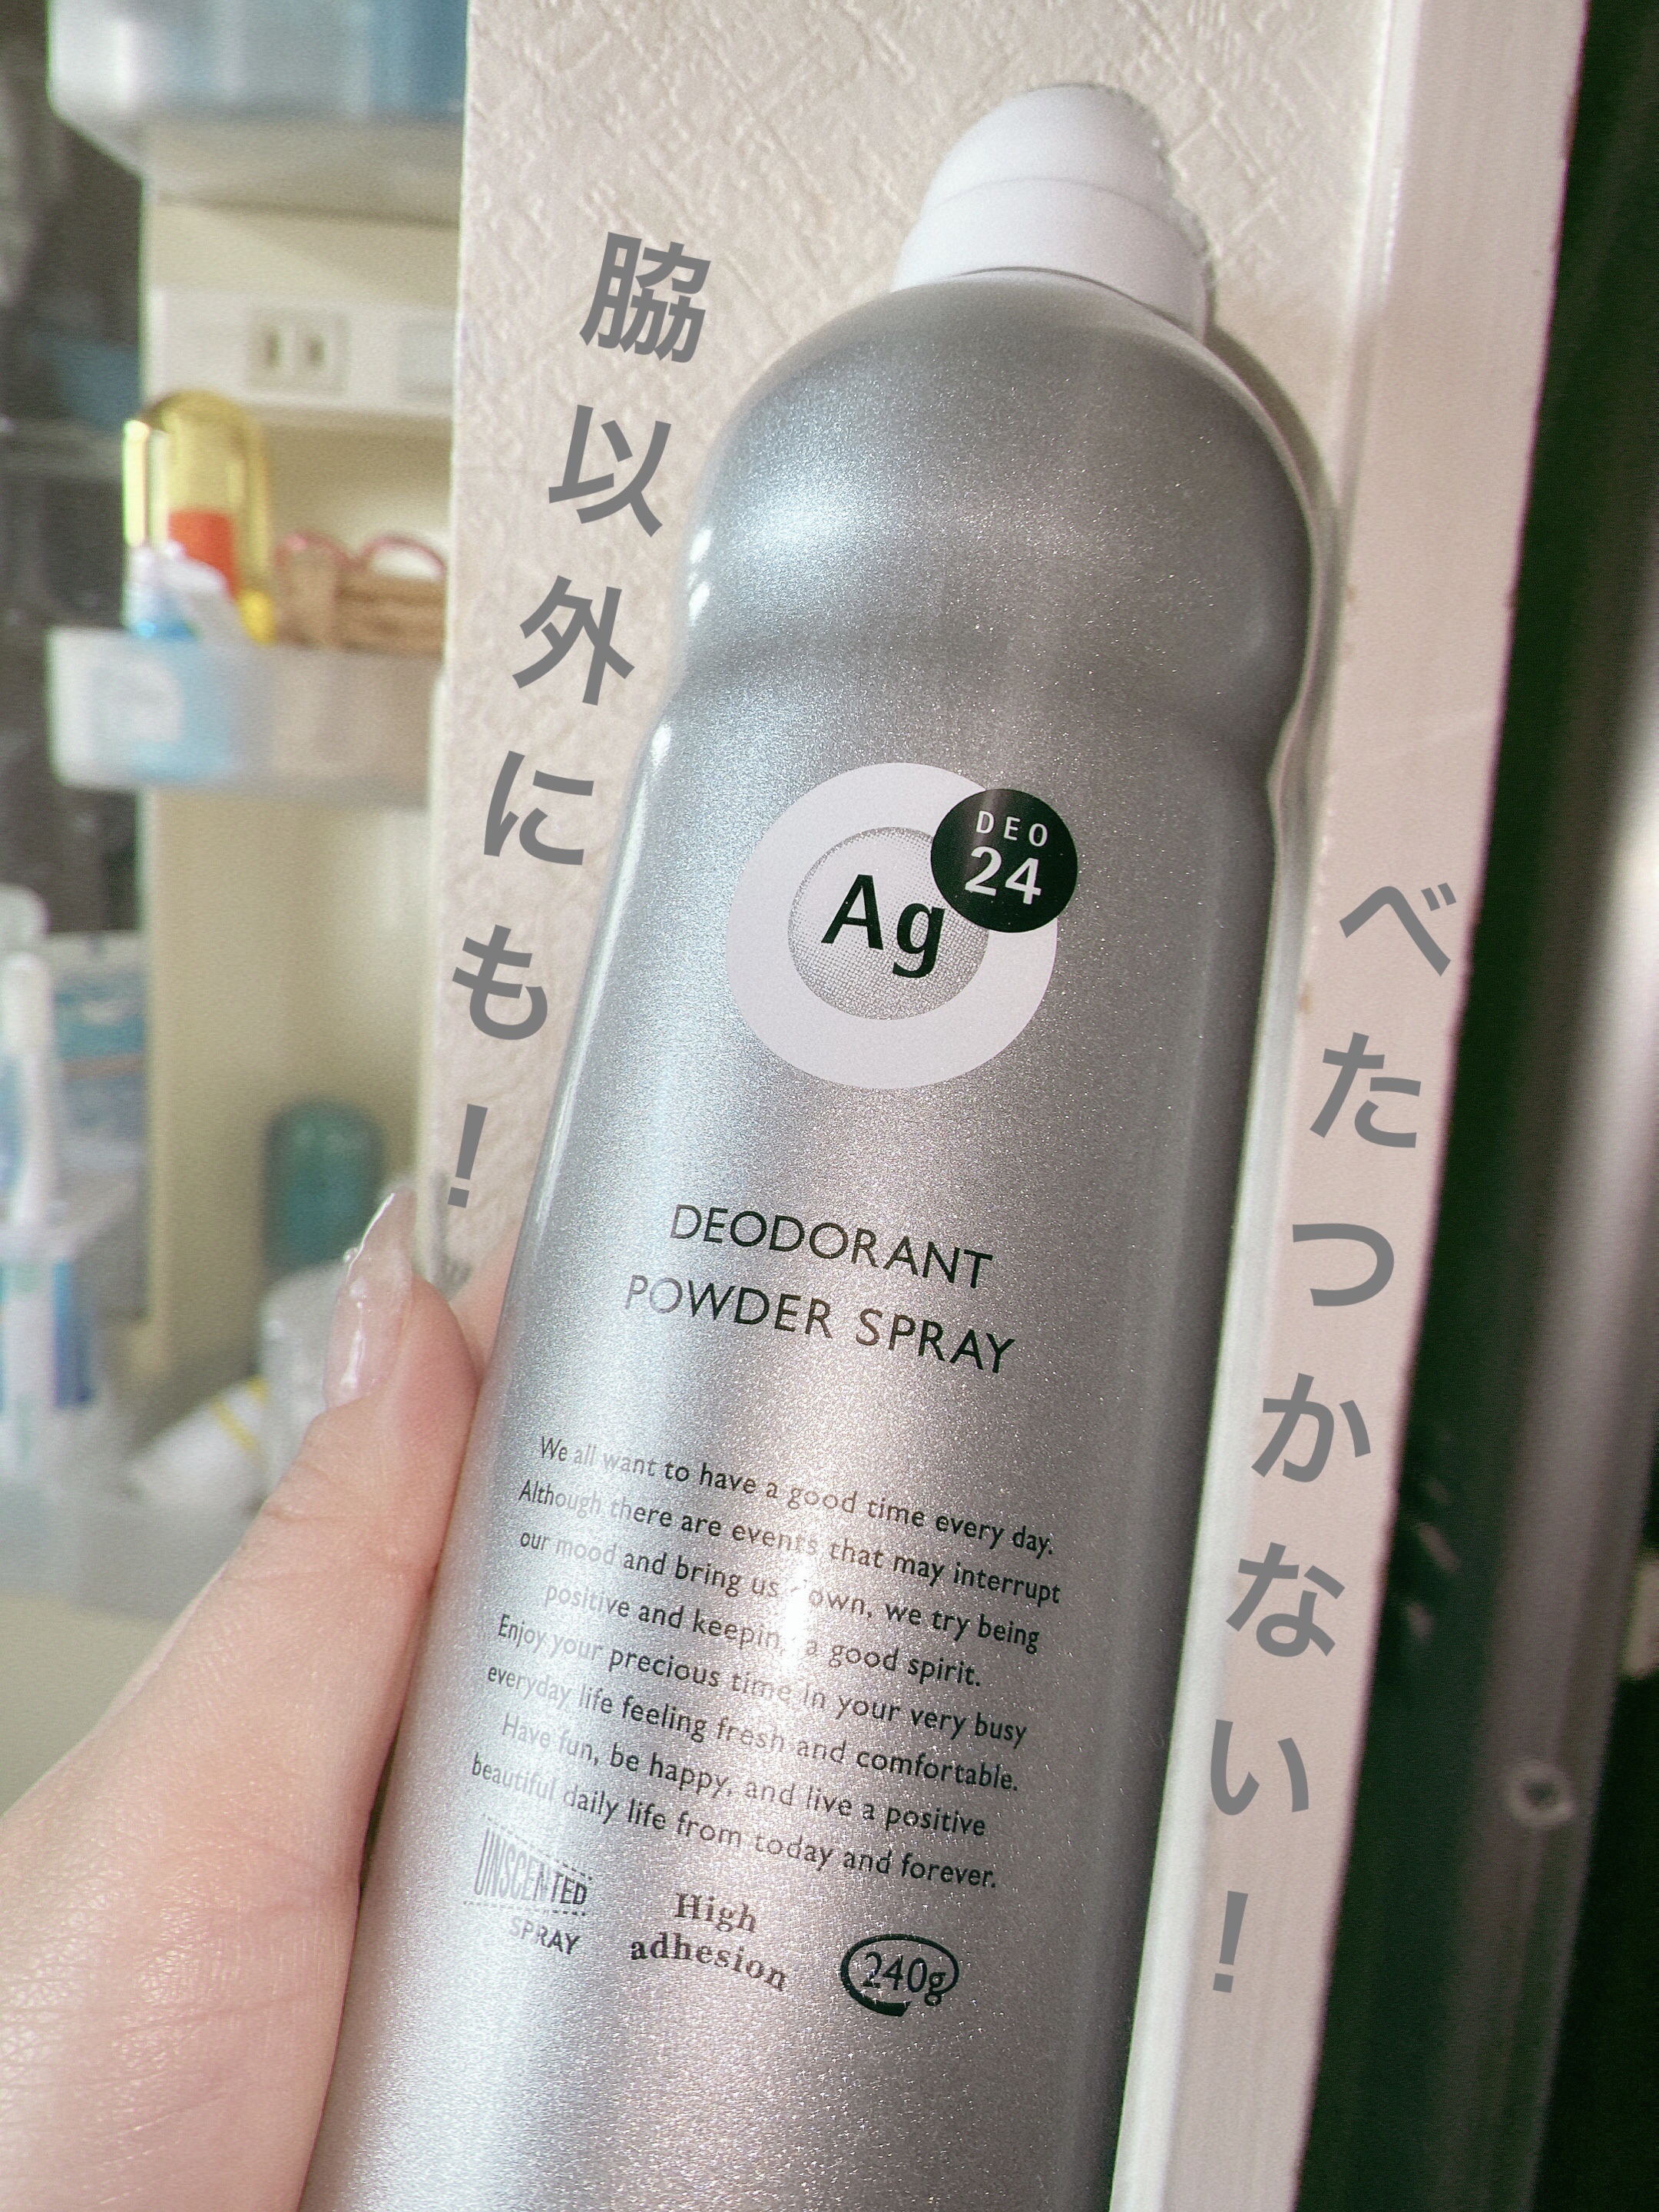 脇以外にも！
べたつかない！
DEO
24
Ag
DEODORANT
POWDER SPRAY
We all want to have a good time every day.
Although there are events that may interrupt
our mood and bring us down, we try being
positive and keeping a good spirit.
Enjoy your precious time in your very busy
everyday life feeling fresh and comfortable.
Have fun, be happy, and live a positive
beautiful daily life from today and forever.
UNSCENTED
SPRAY
High
adhesion
240g